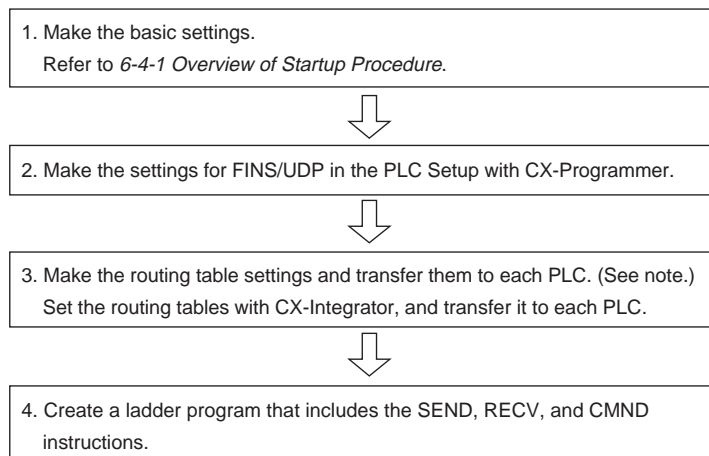 1. Make the basic settings.
Refer to 6-4-1 Overview of Startup Procedure.
2. Make the settings for FINS/UDP in the PLC Setup with CX-Programmer.
3. Make the routing table settings and transfer them to each PLC. (See note.)
Set the routing tables with CX-Integrator, and transfer it to each PLC.
4. Create a ladder program that includes the SEND, RECV, and CMND
instructions.